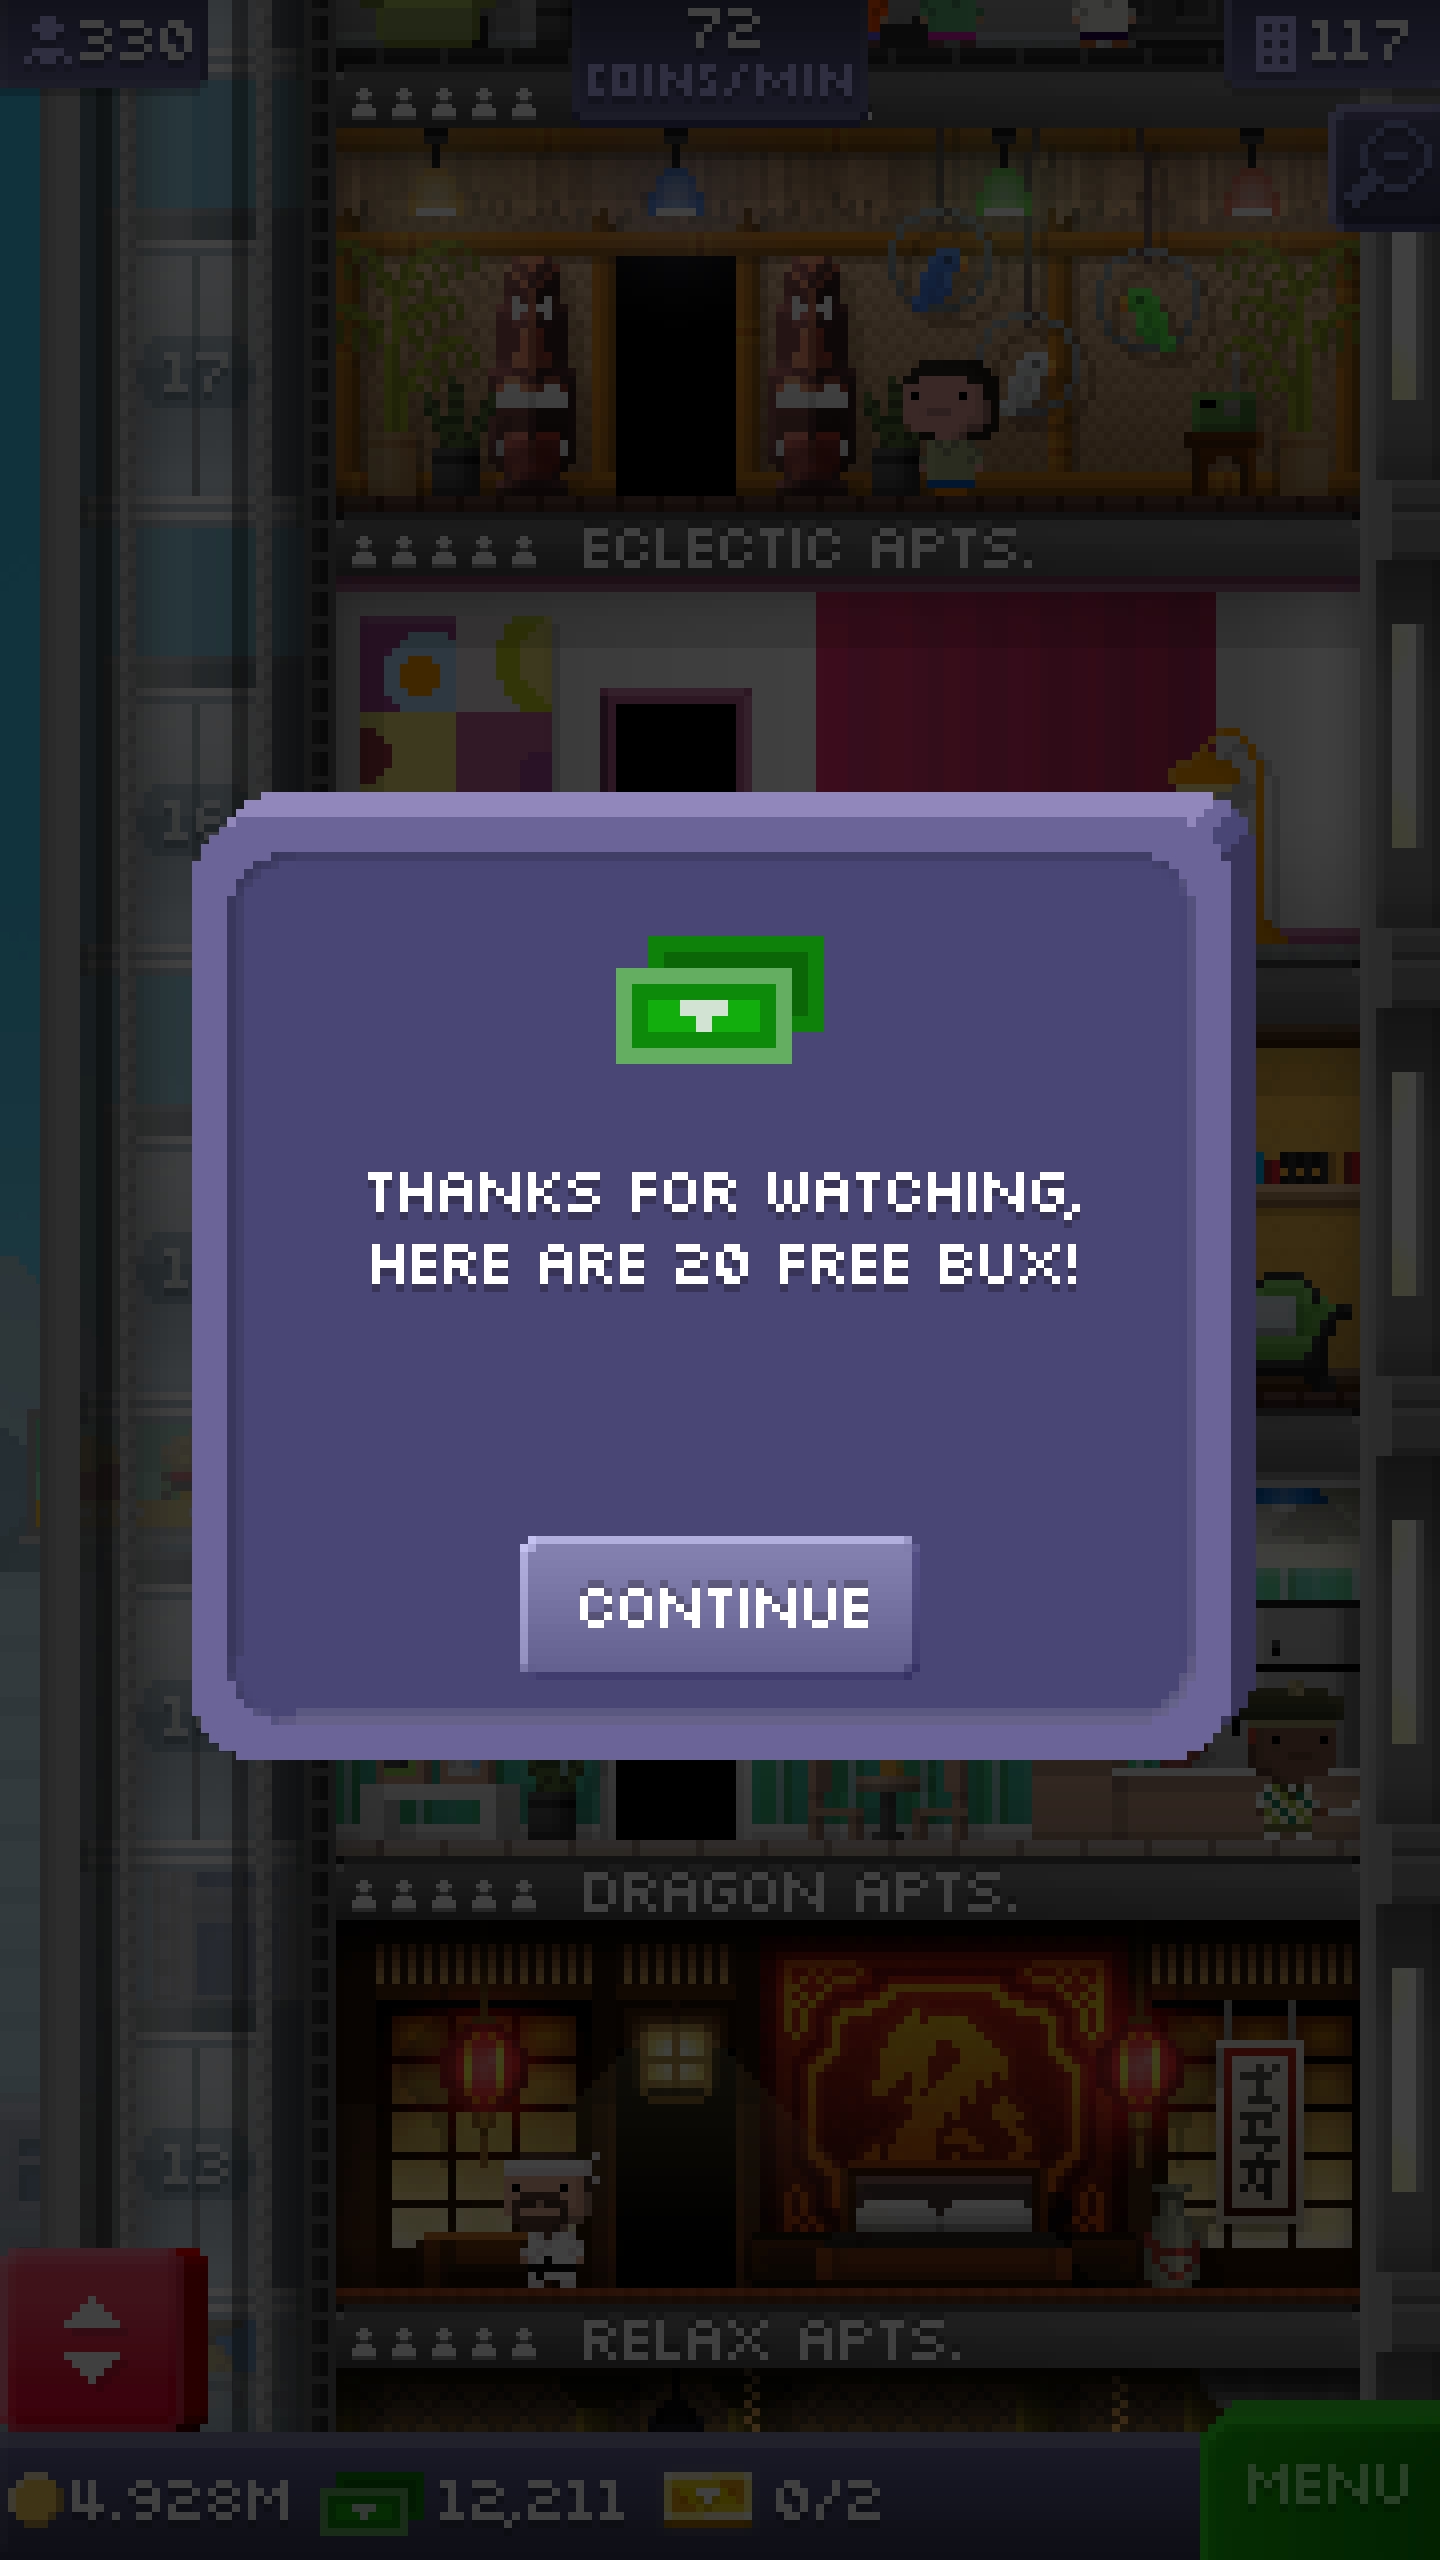 330
72
COINS/MIN
117
17
ECLECTIC APTS.
16
THANKS FOR WATCHING,
HERE ARE 20 FREE BUX!
CONTINUE
DRAGON APTS.
13
RELAX APTS.
4.928M
12,211
0/2
MENU